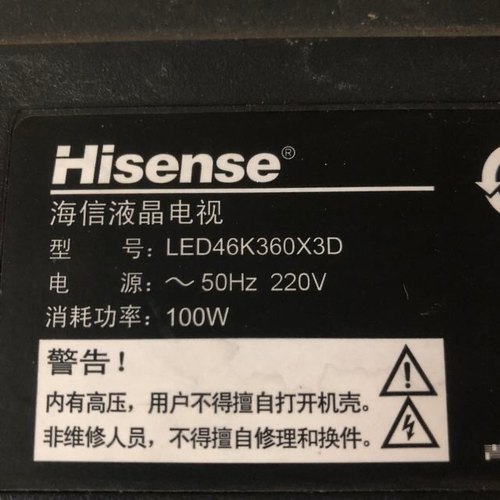 Hisense®
海信液晶电视
型 号：LED46K360X3D
电 源：～50Hz 220V
消耗功率：100W
警告！
内有高压，用户不得擅自打开机壳。
非维修人员，不得擅自修理和换件。